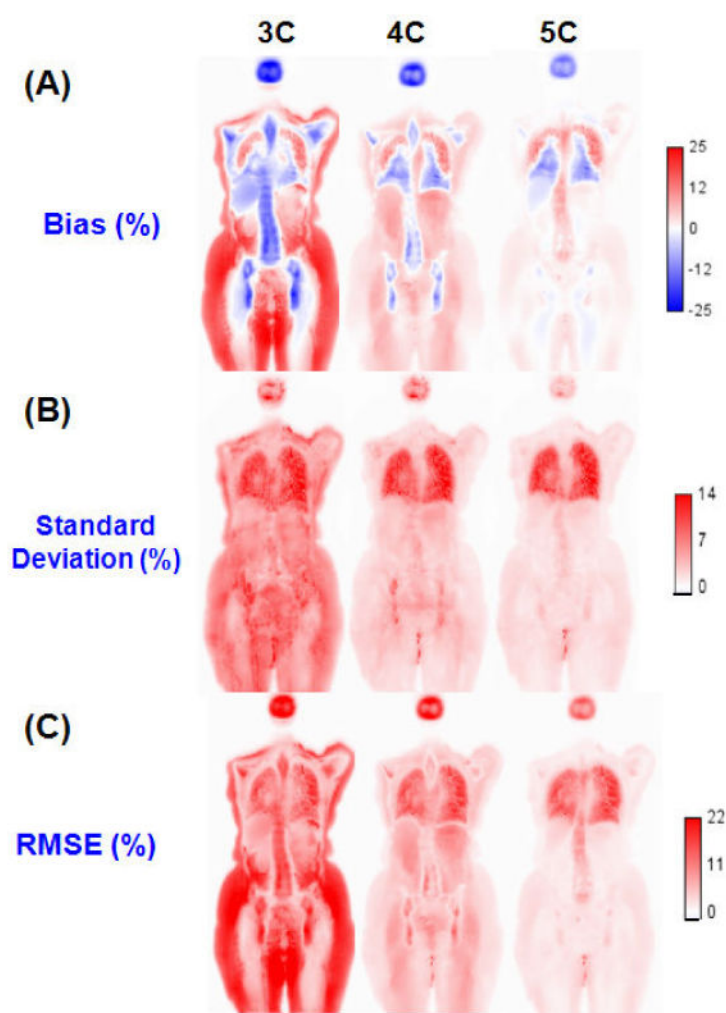 3C 4C 5C
(A)
Bias (%)
25
12
0
-12
-25
(B)
Standard
Deviation (%)
14
7
0
(C)
RMSE (%)
22
11
0